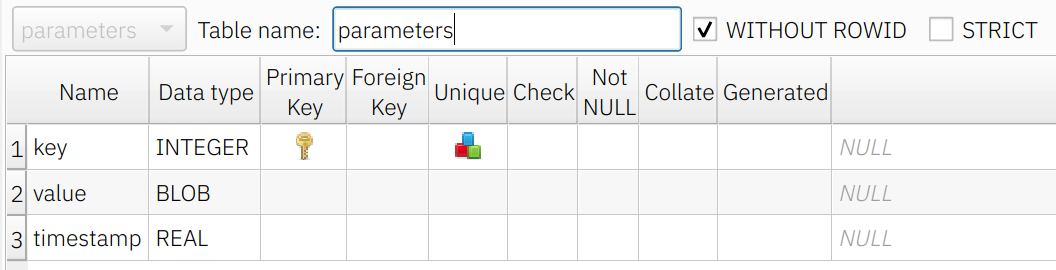 parameters Table name: parameters WITHOUT ROWID STRICT
Name Data type Primary Key Foreign Key Unique Check Not NULL Collate Generated
1 key INTEGER NULL
2 value BLOB NULL
3 timestamp REAL NULL